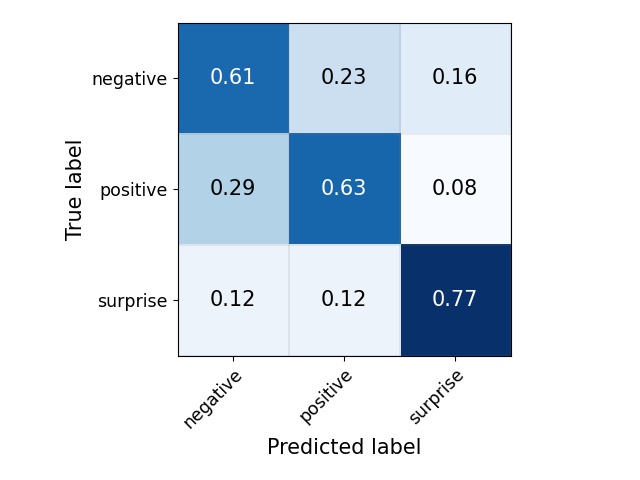 True label
negative 0.61 0.23 0.16
positive 0.29 0.63 0.08
surprise 0.12 0.12 0.77
negative positive surprise
Predicted label